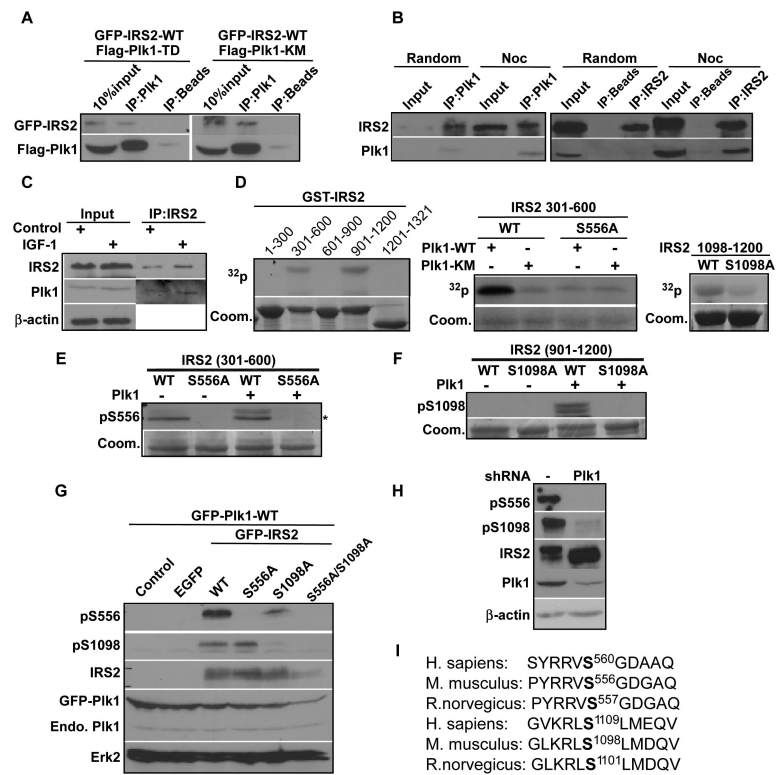 A
GFP-IRS2-WT GFP-IRS2-WT
Flag-Plk1-TD Flag-Plk1-KM
10%input IP:Plk1 IP:Beads 10%input IP:Plk1 IP:Beads
GFP-IRS2
Flag-Plk1
B
Random Noc Random Noc
Input IP:Plk1 Input IP:Plk1 Input IP:Beads IP:IRS2 Input IP:Beads IP:IRS2
IRS2
Plk1
C
Input IP:IRS2
Control + +
IGF-1 + +
IRS2
Plk1
β-actin
D
GST-IRS2
1-300 301-600 601-900 901-1200 1201-1321
32p
Coom.
IRS2 301-600
WT S556A
Plk1-WT + - + -
Plk1-KM - + - +
32p
Coom.
IRS2 1098-1200
WT S1098A
32p
Coom.
E
IRS2 (301-600)
WT S556A WT S556A
Plk1 - - + +
pS556 *
Coom.
F
IRS2 (901-1200)
WT S1098A WT S1098A
Plk1 - - + +
pS1098
Coom.
G
GFP-Plk1-WT
GFP-IRS2
Control EGFP WT S556A S1098A S556A/S1098A
pS556
pS1098
IRS2
GFP-Plk1
Endo. Plk1
Erk2
H
shRNA - Plk1
pS556
pS1098
IRS2
Plk1
β-actin
I
H. sapiens: SYRRVS560GDAAQ
M. musculus: PYRRVS556GDGAQ
R.norvegicus: PYRRVS557GDGAQ
H. sapiens: GVKRLS1109LMEQV
M. musculus: GLKRLS1098LMDQV
R.norvegicus: GLKRLS1101LMDQV